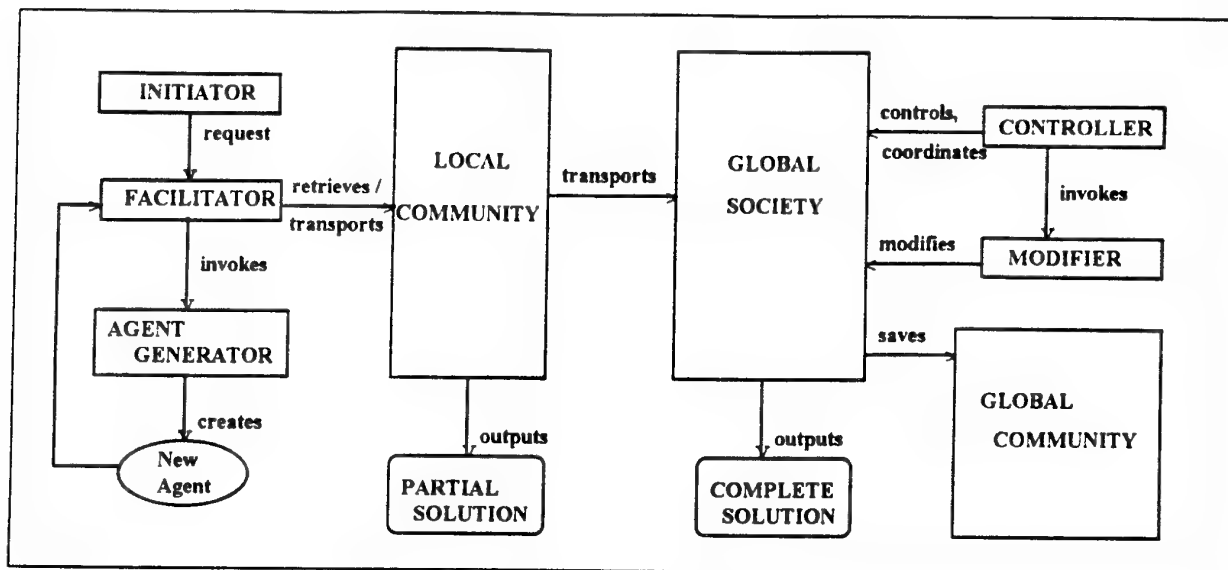 INITIATOR
request
FACILITATOR
retrieves /
transports
invokes
AGENT
GENERATOR
creates
New
Agent
LOCAL
COMMUNITY
transports
outputs
PARTIAL
SOLUTION
GLOBAL
SOCIETY
outputs
COMPLETE
SOLUTION
controls,
coordinates
CONTROLLER
invokes
modifies
MODIFIER
saves
GLOBAL
COMMUNITY